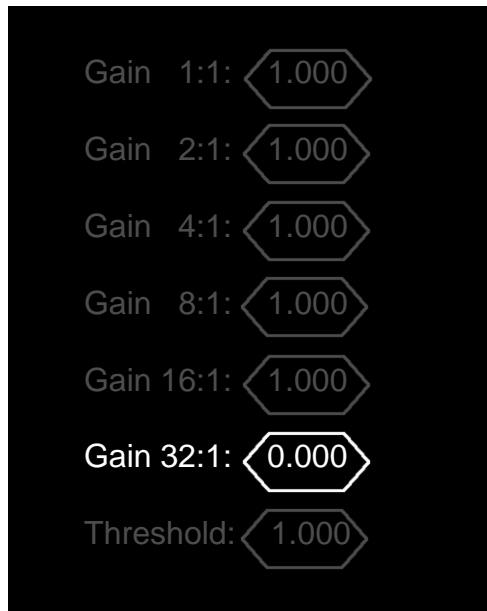 Gain 1:1: 1.000
Gain 2:1: 1.000
Gain 4:1: 1.000
Gain 8:1: 1.000
Gain 16:1: 1.000
Gain 32:1: 0.000
Threshold: 1.000